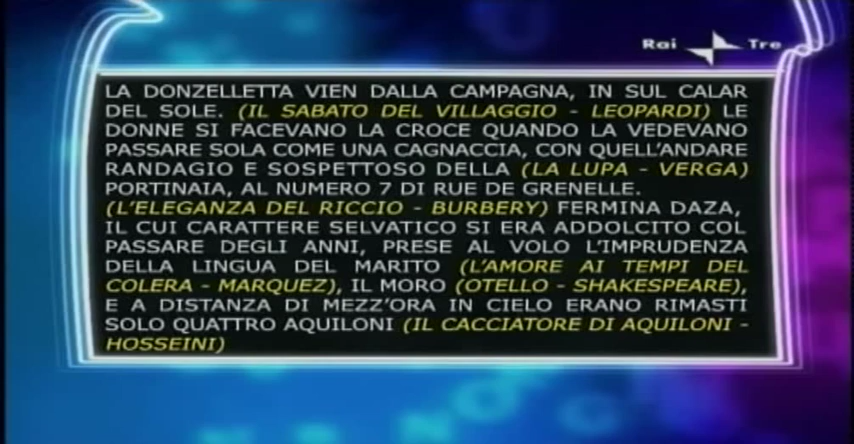 Rai Tre
LA DONZELLETTA VIEN DALLA CAMPAGNA, IN SUL CALAR
DEL SOLE. (IL SABATO DEL VILLAGGIO - LEOPARDI) LE
DONNE SI FACEVANO LA CROCE QUANDO LA VEDEVANO
PASSARE SOLA COME UNA CAGNACCIA, CON QUELL'ANDARE
RANDAGIO E SOSPETTOSO DELLA (LA LUPA - VERGA)
PORTINAIA, AL NUMERO 7 DI RUE DE GRENELLE.
(L'ELEGANZA DEL RICCIO - BURBERY) FERMINA DAZA,
IL CUI CARATTERE SELVATICO SI ERA ADDOLCITO COL
PASSARE DEGLI ANNI, PRESE AL VOLO L'IMPRUDENZA
DELLA LINGUA DEL MARITO (L'AMORE AI TEMPI DEL
COLERA - MARQUEZ), IL MORO (OTELLO - SHAKESPEARE),
E A DISTANZA DI MEZZ'ORA IN CIELO ERANO RIMASTI
SOLO QUATTRO AQUILONI (IL CACCIATORE DI AQUILONI -
HOSSEINI)